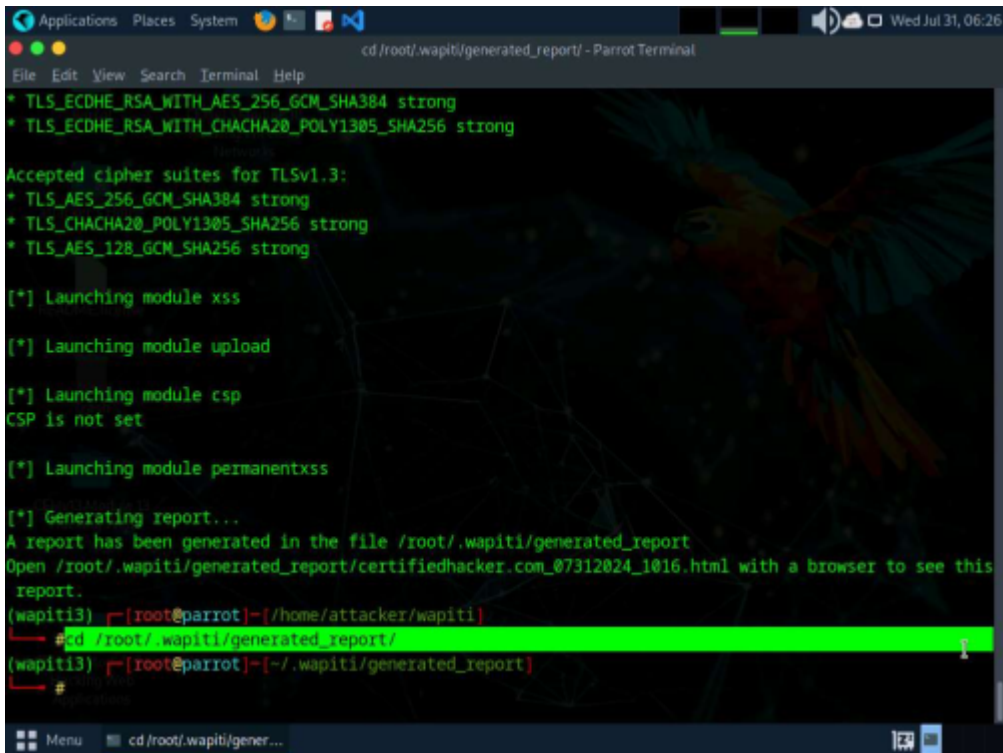 Applications Places System Wed Jul 31, 06:26
cd /root/.wapiti/generated_report/ - Parrot Terminal
File Edit View Search Terminal Help
* TLS_ECDHE_RSA_WITH_AES_256_GCM_SHA384 strong
* TLS_ECDHE_RSA_WITH_CHACHA20_POLY1305_SHA256 strong
Accepted cipher suites for TLSv1.3:
* TLS_AES_256_GCM_SHA384 strong
* TLS_CHACHA20_POLY1305_SHA256 strong
* TLS_AES_128_GCM_SHA256 strong
[*] Launching module xss
[*] Launching module upload
[*] Launching module csp
CSP is not set
[*] Launching module permanentxss
[*] Generating report...
A report has been generated in the file /root/.wapiti/generated_report
Open /root/.wapiti/generated_report/certifiedhacker.com_07312024_1016.html with a browser to see this
report.
(wapiti3) ┌─[root@parrot]─[/home/attacker/wapiti]
└──╼ #cd /root/.wapiti/generated_report/
(wapiti3) ┌─[root@parrot]─[~/.wapiti/generated_report]
└──╼ #
Menu cd /root/.wapiti/gener...